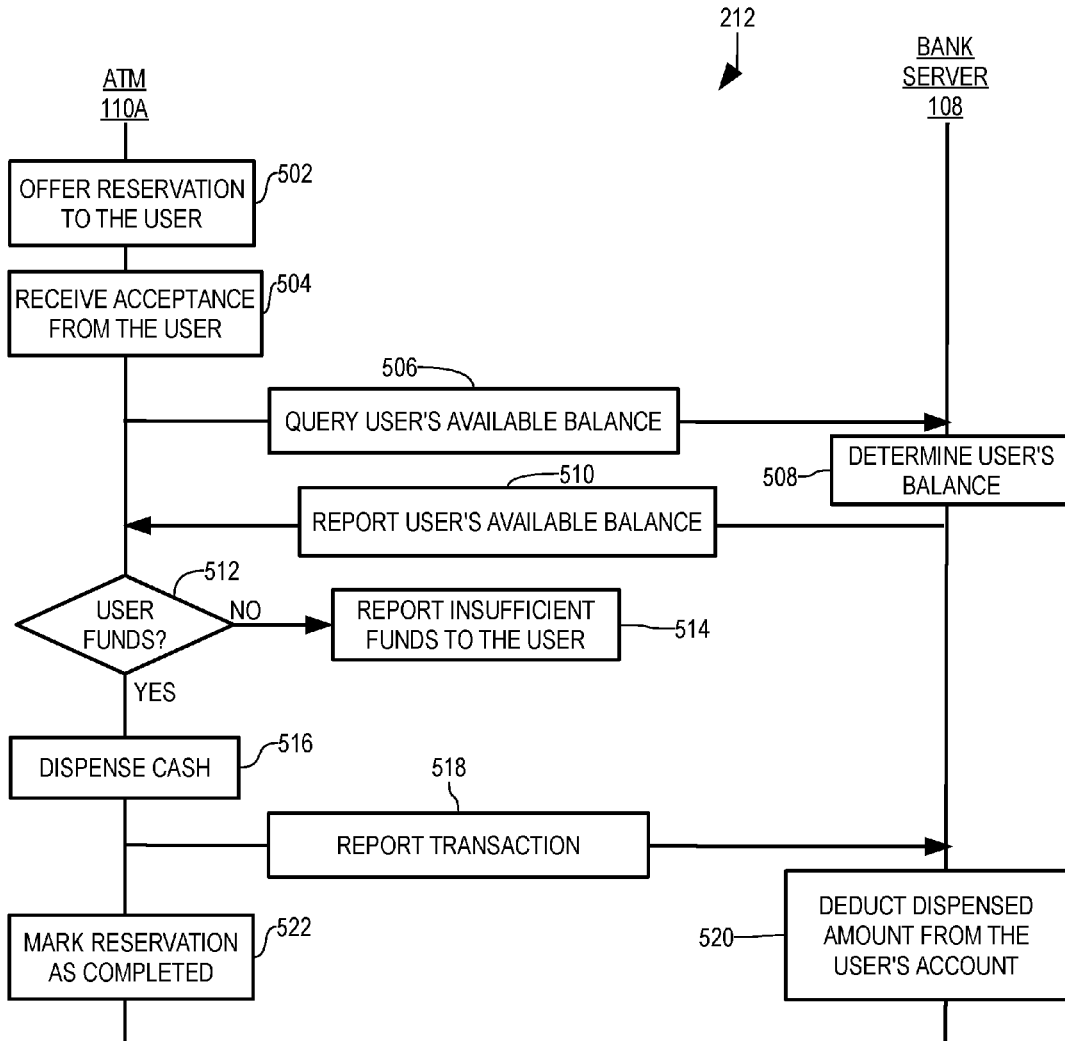 212
BANK
SERVER
108
ATM
110A
OFFER RESERVATION
TO THE USER
502
RECEIVE ACCEPTANCE
FROM THE USER
504
506
QUERY USER'S AVAILABLE BALANCE
DETERMINE USER'S
BALANCE
508
510
REPORT USER'S AVAILABLE BALANCE
512
USER
FUNDS?
NO
REPORT INSUFFICIENT
FUNDS TO THE USER
514
YES
DISPENSE CASH
516
518
REPORT TRANSACTION
DEDUCT DISPENSED
AMOUNT FROM THE
USER'S ACCOUNT
520
MARK RESERVATION
AS COMPLETED
522